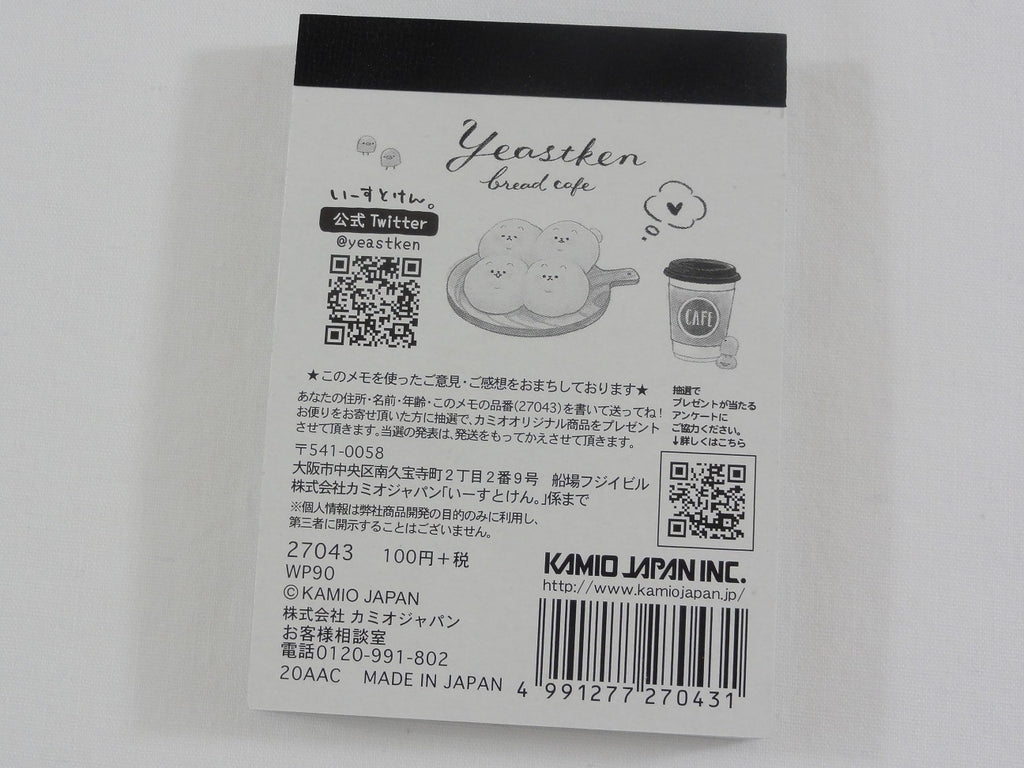 Yeastken
bread cafe
いーすとけん。
公式 Twitter
@yeastken
CAFE
★このメモを使ったご意見・ご感想をおまちしております★
あなたの住所・名前・年齢・このメモの品番(27043)を書いて送ってね!
お便りをお寄せ頂いた方に抽選で、カミオオリジナル商品をプレゼント
させて頂きます。当選の発表は、発送をもってかえさせて頂きます。
〒541-0058
大阪市中央区南久宝寺町2丁目2番9号 船場フジイビル
株式会社カミオジャパン「いーすとけん。」係まで
※個人情報は弊社商品開発の目的のみに利用し、
第三者に開示することはございません。
抽選で
プレゼントが当たる
アンケートに
ご協力ください。
↓詳しくはこちら
27043 100円+税
WP90
©KAMIO JAPAN
株式会社 カミオジャパン
お客様相談室
電話0120-991-802
20AAC MADE IN JAPAN
KAMIO JAPAN INC.
http://www.kamiojapan.jp/
4 991277 270431